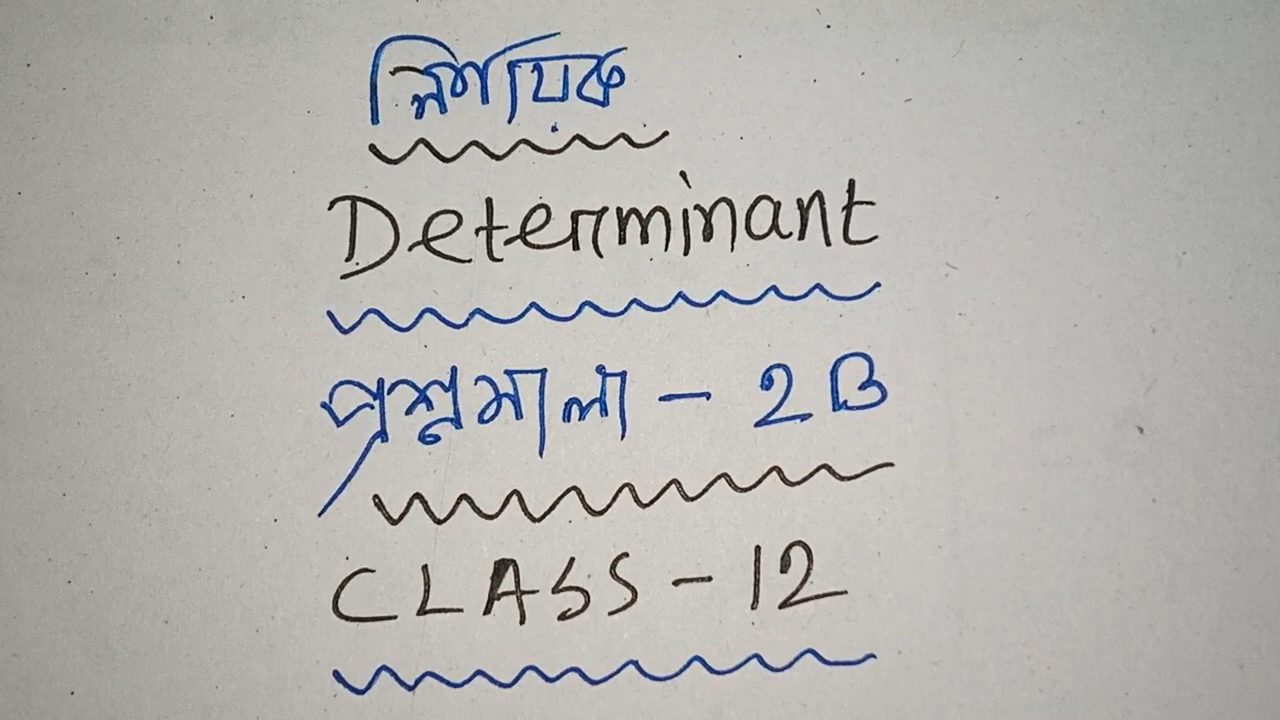 নির্ণায়ক
Determinant
প্রশ্নমালা - 2B
CLASS - 12